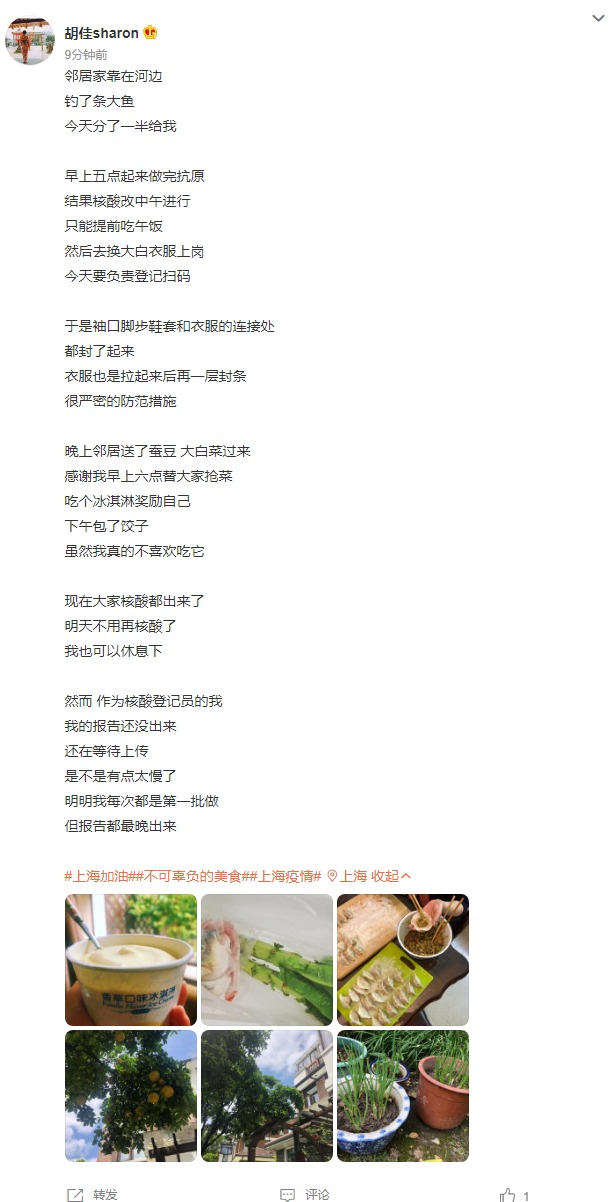 胡佳sharon
9分钟前
邻居家靠在河边
钓了条大鱼
今天分了一半给我
早上五点起来做完抗原
结果核酸改中午进行
只能提前吃午饭
然后去换大白衣服上岗
今天要负责登记扫码
于是袖口脚步鞋套和衣服的连接处
都封了起来
衣服也是拉起来后再一层封条
很严密的防范措施
晚上邻居送了蚕豆 大白菜过来
感谢我早上六点替大家抢菜
吃个冰淇淋奖励自己
下午包了饺子
虽然我真的不喜欢吃它
现在大家核酸都出来了
明天不用再核酸了
我也可以休息下
然而 作为核酸登记员的我
我的报告还没出来
还在等待上传
是不是有点太慢了
明明我每次都是第一批做
但报告都最晚出来
#上海加油##不可辜负的美食##上海疫情# 上海 收起
香草口味冰淇淋
Vanilla Flavor Ice Cream
转发 评论 1